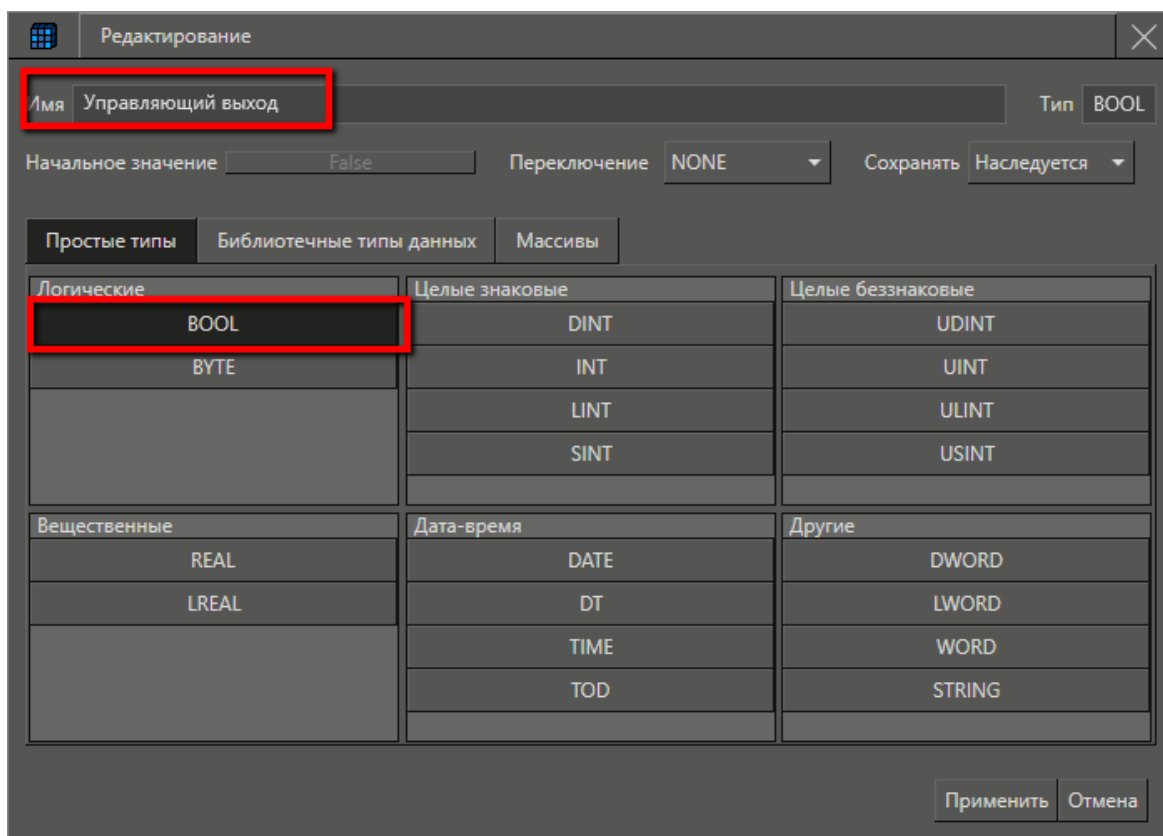 Редактирование
Имя Управляющий выход Тип BOOL
Начальное значение False Переключение NONE Сохранять Наследуется
Простые типы Библиотечные типы данных Массивы
Логические Целые знаковые Целые беззнаковые
BOOL DINT UDINT
BYTE INT UINT
LINT ULINT
SINT USINT
Вещественные Дата-время Другие
REAL DATE DWORD
LREAL DT LWORD
TIME WORD
TOD STRING
Применить Отмена